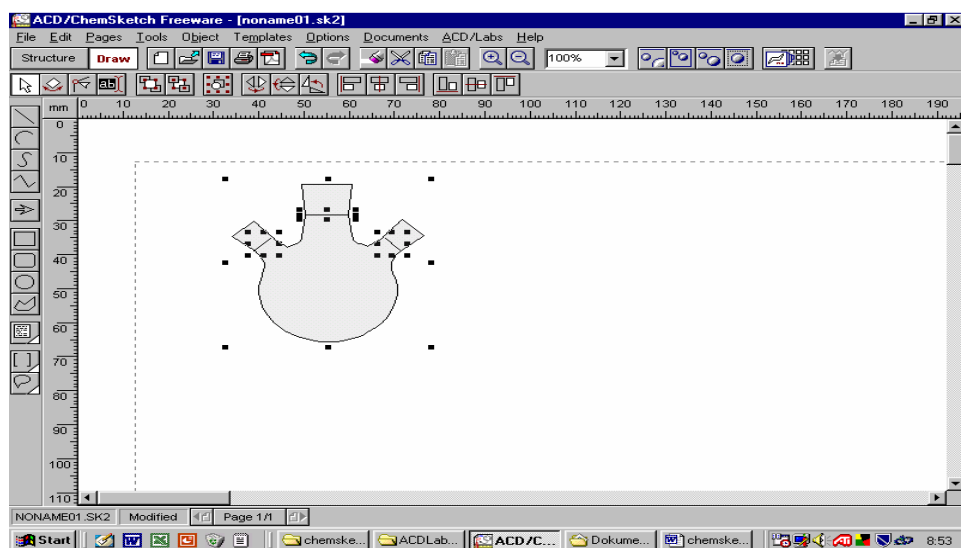 ACD/ChemSketch Freeware - [noname01.sk2]
File Edit Pages Tools Object Templates Options Documents ACD/Labs Help
Structure Draw 100%
mm 0 10 20 30 40 50 60 70 80 90 100 110 120 130 140 150 160 170 180 190
0
10
20
30
40
50
60
70
80
90
100
110
NONAME01.SK2 Modified Page 1/1
Start chemske... ACDLab... ACD/C... Dokume... chemske... 8:53